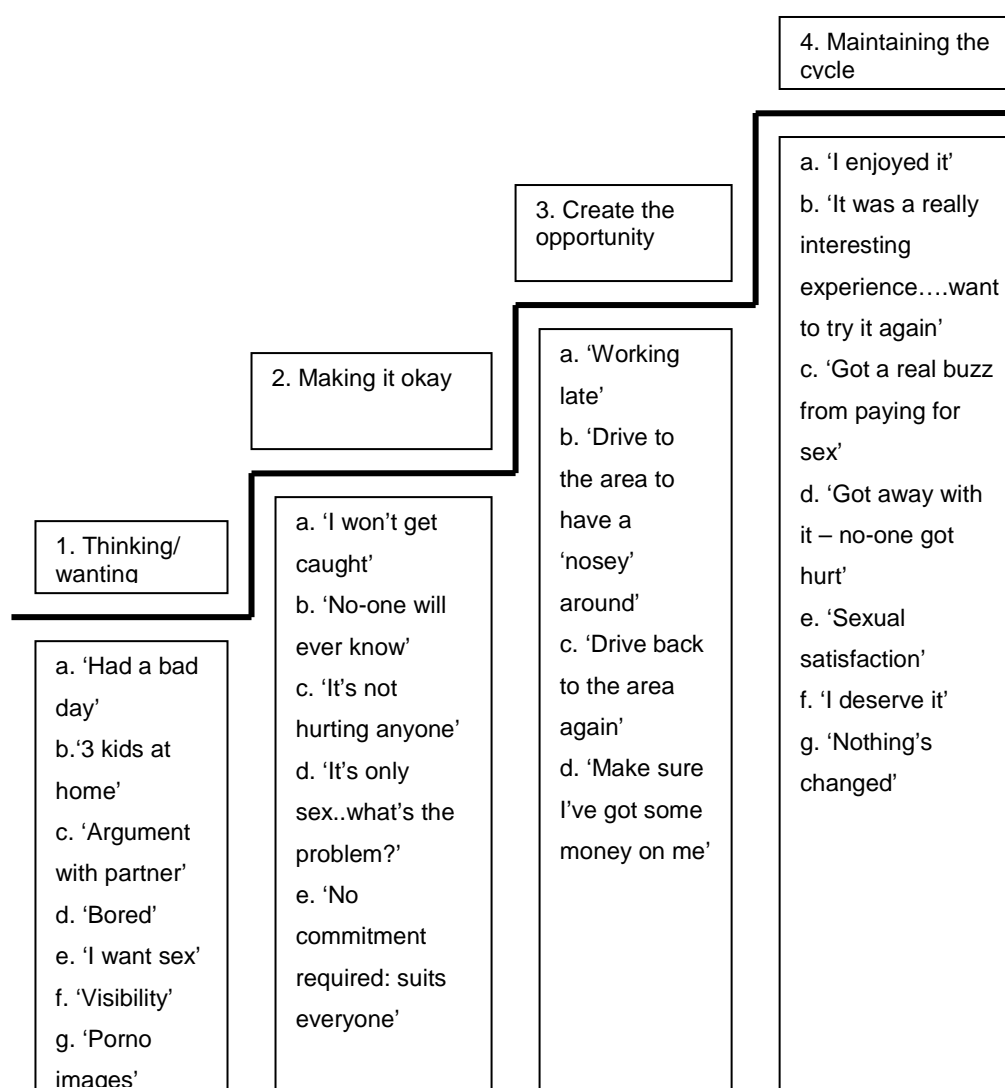 4. Maintaining the
cycle
a. ‘I enjoyed it’
b. ‘It was a really
interesting
experience….want
to try it again’
c. ‘Got a real buzz
from paying for
sex’
d. ‘Got away with
it – no-one got
hurt’
e. ‘Sexual
satisfaction’
f. ‘I deserve it’
g. ‘Nothing’s
changed’
3. Create the
opportunity
a. ‘Working
late’
b. ‘Drive to
the area to
have a
‘nosey’
around’
c. ‘Drive back
to the area
again’
d. ‘Make sure
I’ve got some
money on me’
2. Making it okay
a. ‘I won’t get
caught’
b. ‘No-one will
ever know’
c. ‘It’s not
hurting anyone’
d. ‘It’s only
sex..what’s the
problem?’
e. ‘No
commitment
required: suits
everyone’
1. Thinking/
wanting
a. ‘Had a bad
day’
b.‘3 kids at
home’
c. ‘Argument
with partner’
d. ‘Bored’
e. ‘I want sex’
f. ‘Visibility’
g. ‘Porno
images’